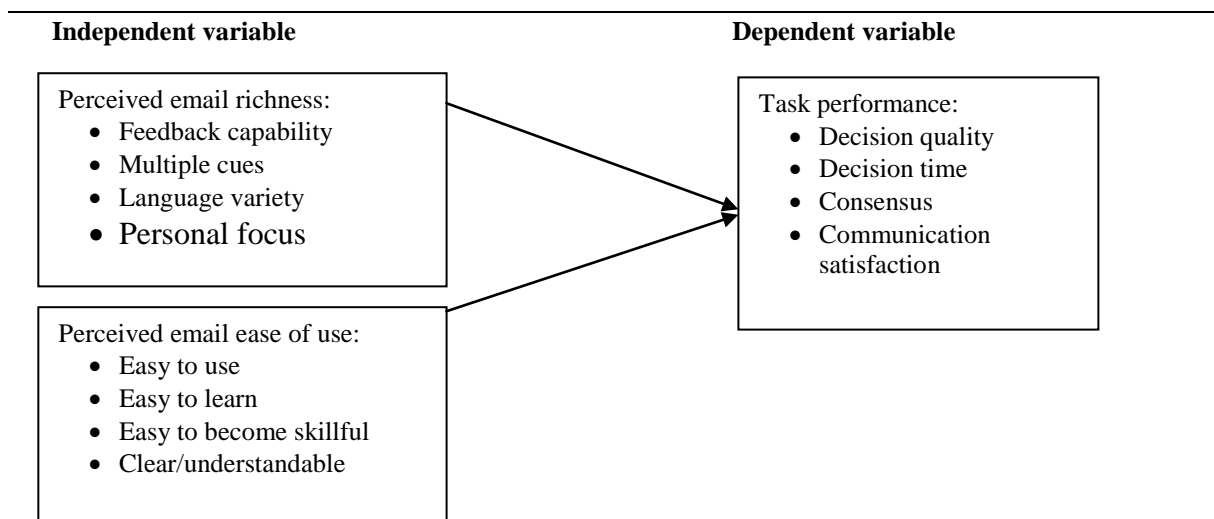 Independent variable
Dependent variable
Perceived email richness:
• Feedback capability
• Multiple cues
• Language variety
• Personal focus
Perceived email ease of use:
• Easy to use
• Easy to learn
• Easy to become skillful
• Clear/understandable
Task performance:
• Decision quality
• Decision time
• Consensus
• Communication
satisfaction